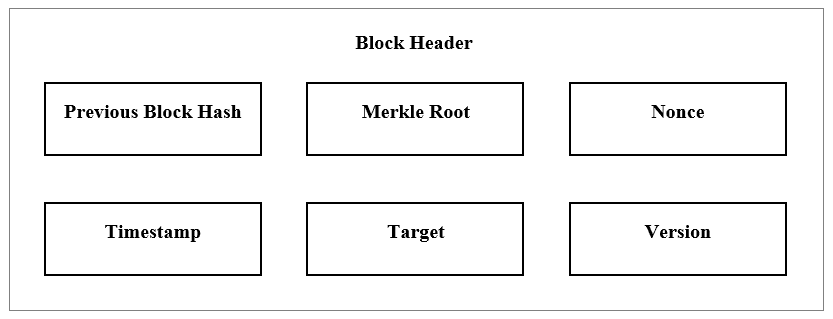 Block Header
Previous Block Hash
Merkle Root
Nonce
Timestamp
Target
Version